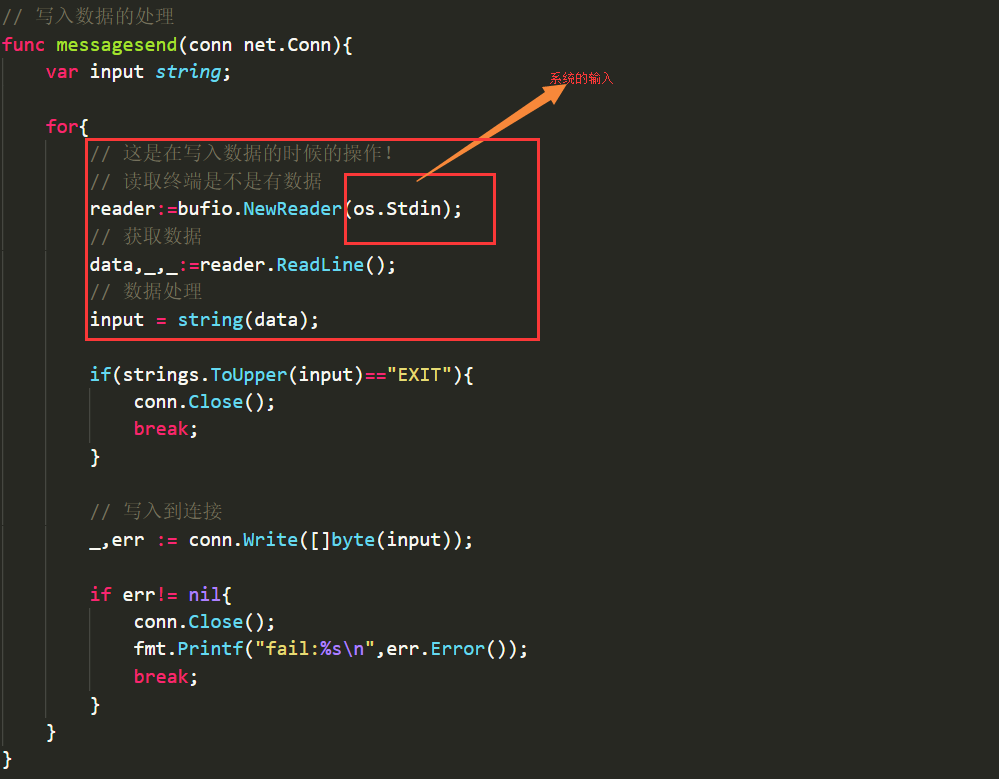 // 写入数据的处理
func messagesend(conn net.Conn){
var input string;
系统的输入
for{
// 这是在写入数据的时候的操作!
// 读取终端是不是有数据
reader:=bufio.NewReader(os.Stdin);
// 获取数据
data,_,_:=reader.ReadLine();
// 数据处理
input = string(data);
if(strings.ToUpper(input)=="EXIT"){
conn.Close();
break;
}
// 写入到连接
_,err := conn.Write([]byte(input));
if err!= nil{
conn.Close();
fmt.Printf("fail:%s\n",err.Error());
break;
}
}
}